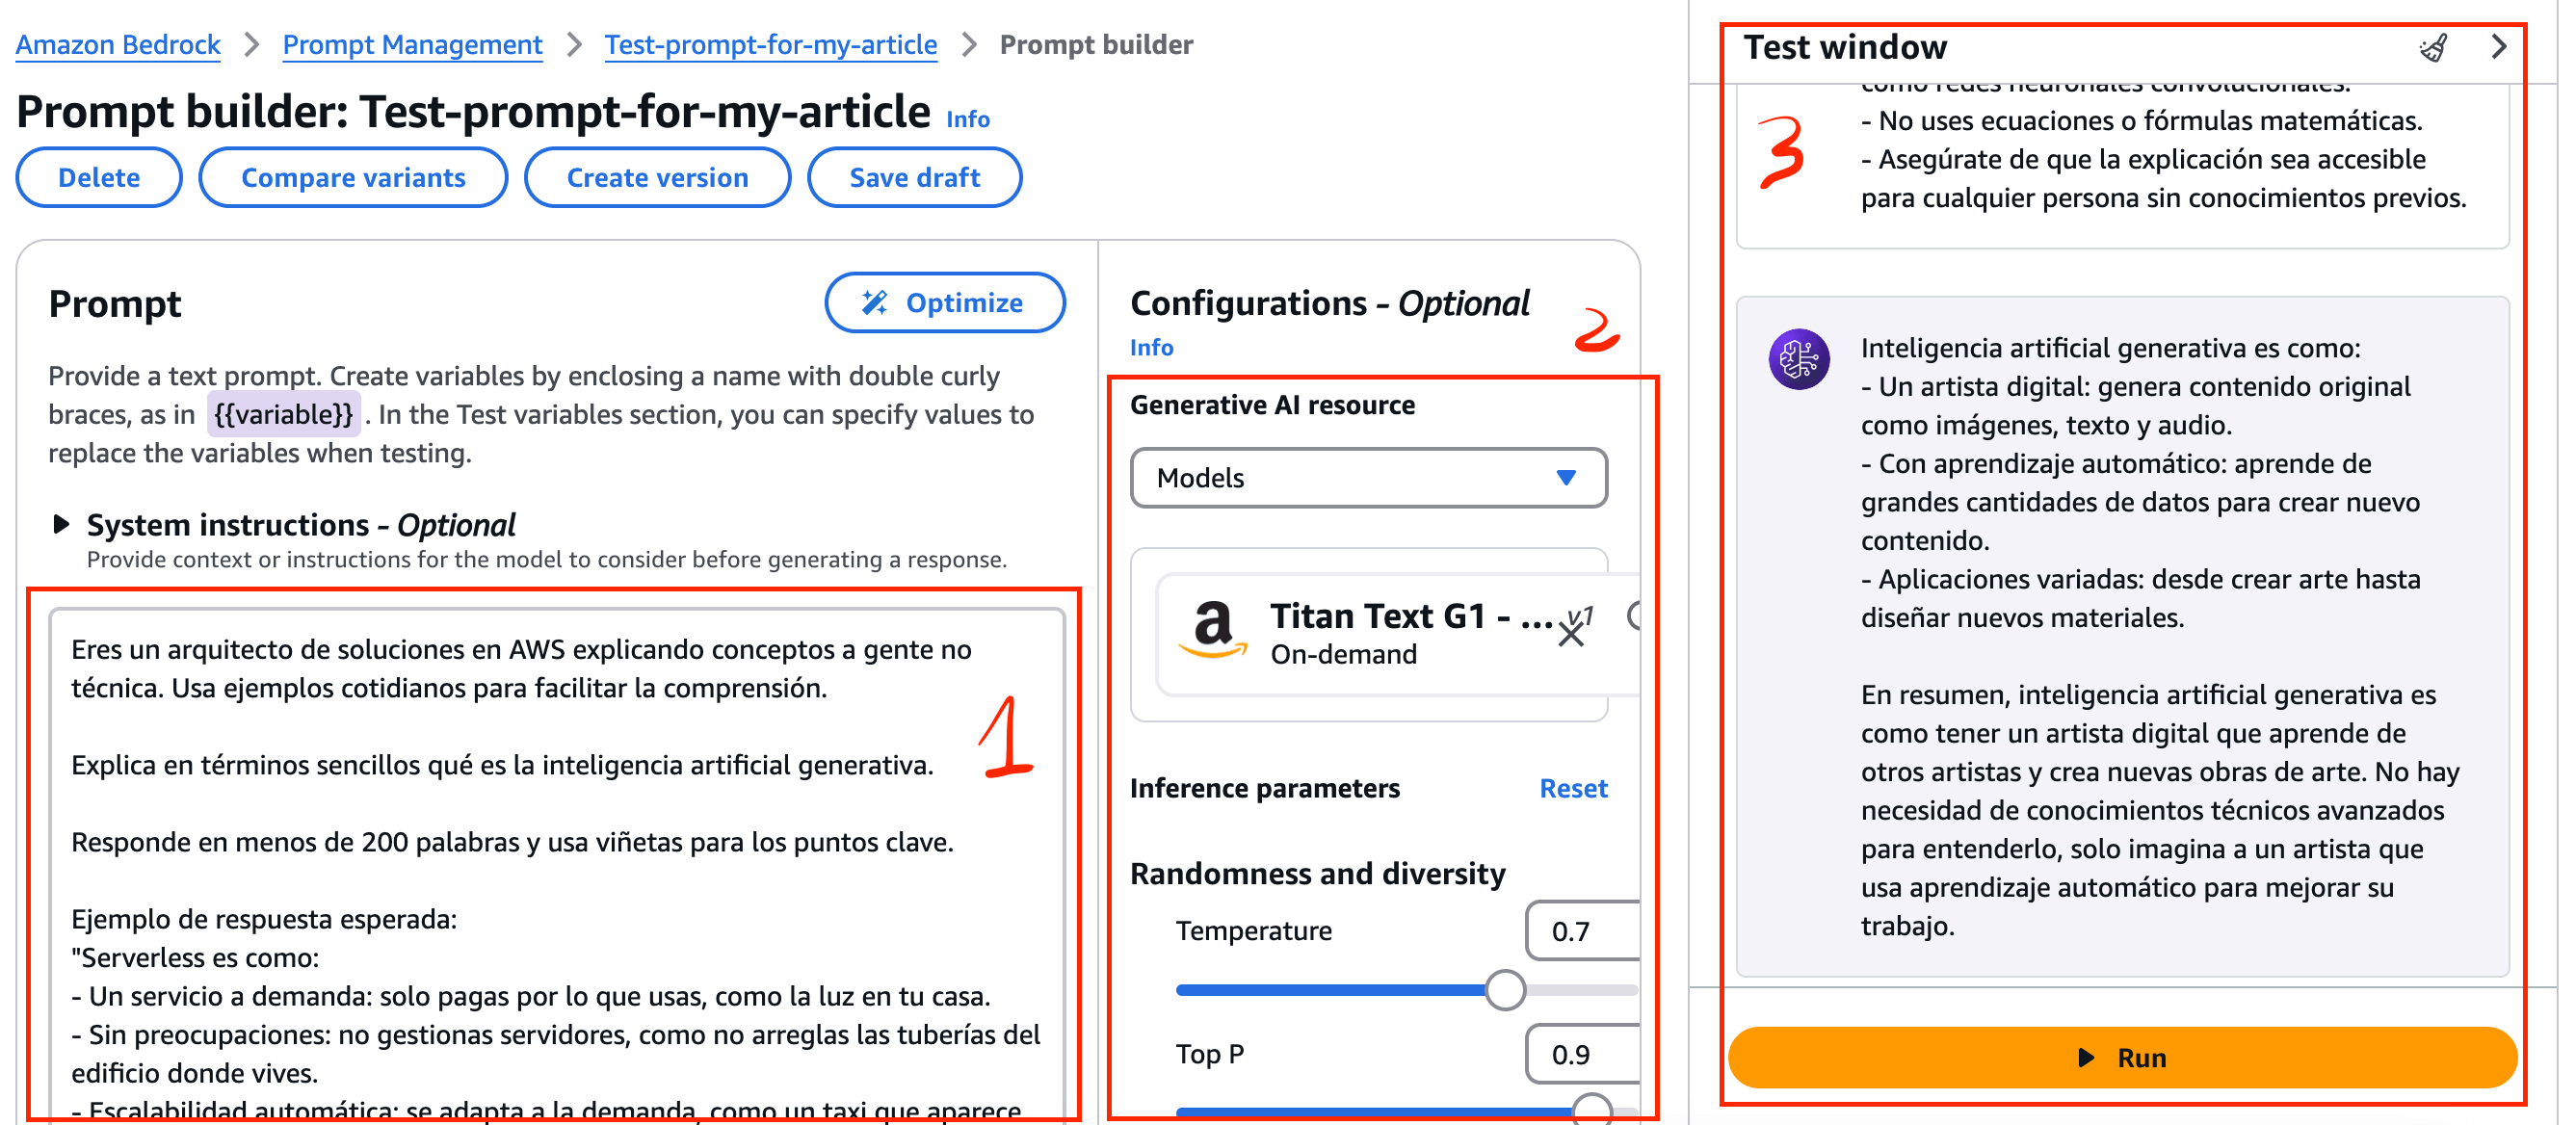 Amazon Bedrock > Prompt Management > Test-prompt-for-my-article > Prompt builder
Prompt builder: Test-prompt-for-my-article Info
Delete Compare variants Create version Save draft
Prompt
Optimize
Provide a text prompt. Create variables by enclosing a name with double curly
braces, as in {{variable}} . In the Test variables section, you can specify values to
replace the variables when testing.
System instructions - Optional
Provide context or instructions for the model to consider before generating a response.
Eres un arquitecto de soluciones en AWS explicando conceptos a gente no
técnica. Usa ejemplos cotidianos para facilitar la comprensión.
Explica en términos sencillos qué es la inteligencia artificial generativa.
Responde en menos de 200 palabras y usa viñetas para los puntos clave.
Ejemplo de respuesta esperada:
"Serverless es como:
- Un servicio a demanda: solo pagas por lo que usas, como la luz en tu casa.
- Sin preocupaciones: no gestionas servidores, como no arreglas las tuberías del
edificio donde vives.
- Escalabilidad automática: se adapta a la demanda, como un taxi que aparece
1
Configurations - Optional
Info
2
Generative AI resource
Models
a
Titan Text G1 - ... v1
On-demand
Inference parameters
Reset
Randomness and diversity
Temperature
0.7
Top P
0.9
Test window
3
como redes neuronales convolucionales.
- No uses ecuaciones o fórmulas matemáticas.
- Asegúrate de que la explicación sea accesible
para cualquier persona sin conocimientos previos.
Inteligencia artificial generativa es como:
- Un artista digital: genera contenido original
como imágenes, texto y audio.
- Con aprendizaje automático: aprende de
grandes cantidades de datos para crear nuevo
contenido.
- Aplicaciones variadas: desde crear arte hasta
diseñar nuevos materiales.
En resumen, inteligencia artificial generativa es
como tener un artista digital que aprende de
otros artistas y crea nuevas obras de arte. No hay
necesidad de conocimientos técnicos avanzados
para entenderlo, solo imagina a un artista que
usa aprendizaje automático para mejorar su
trabajo.
Run